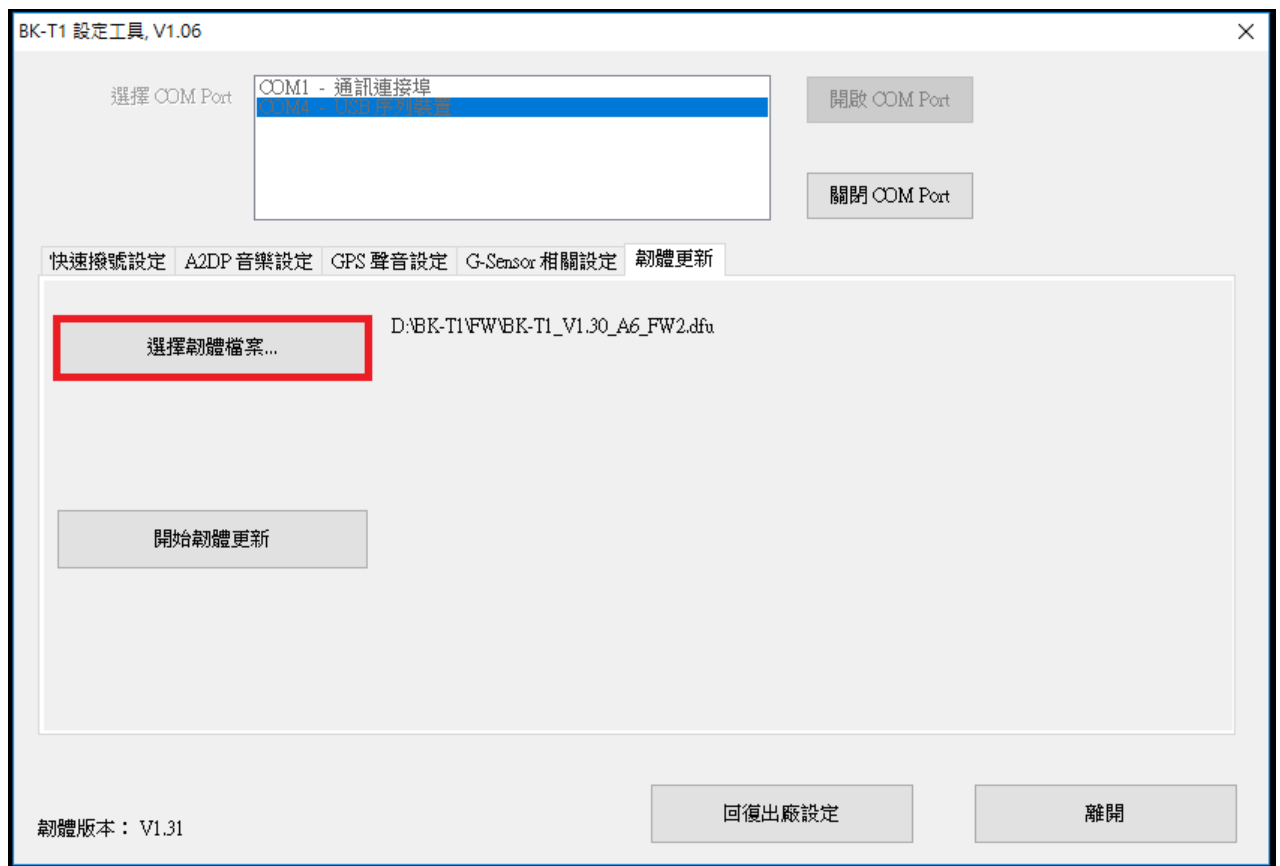 BK-T1 設定工具, V1.06
選擇 COM Port
COM1 - 通訊連接埠
COM4 - USB 序列裝置
開啟 COM Port
關閉 COM Port
快速撥號設定 A2DP 音樂設定 GPS 聲音設定 G-Sensor 相關設定 韌體更新
選擇韌體檔案...
D:\BK-T1\FW\BK-T1_V1.30_A6_FW2.dfu
開始韌體更新
韌體版本： V1.31
回復出廠設定
離開